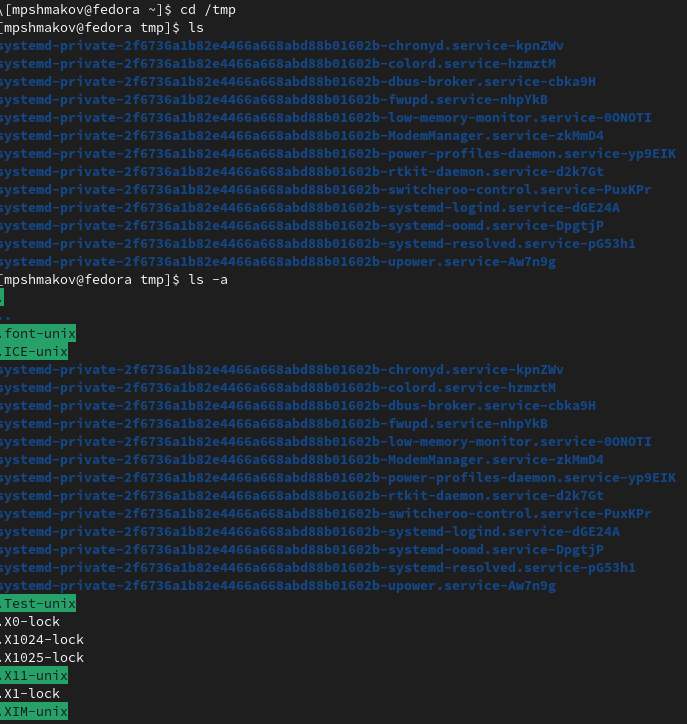 \[mpshmakov@fedora ~]$ cd /tmp
[mpshmakov@fedora tmp]$ ls
systemd-private-2f6736a1b82e4466a668abd88b01602b-chronyd.service-kpnZWv
systemd-private-2f6736a1b82e4466a668abd88b01602b-colord.service-hzmztM
systemd-private-2f6736a1b82e4466a668abd88b01602b-dbus-broker.service-cbka9H
systemd-private-2f6736a1b82e4466a668abd88b01602b-fwupd.service-nhpYkB
systemd-private-2f6736a1b82e4466a668abd88b01602b-low-memory-monitor.service-0ONOTI
systemd-private-2f6736a1b82e4466a668abd88b01602b-ModemManager.service-zkMmD4
systemd-private-2f6736a1b82e4466a668abd88b01602b-power-profiles-daemon.service-yp9EIK
systemd-private-2f6736a1b82e4466a668abd88b01602b-rtkit-daemon.service-d2k7Gt
systemd-private-2f6736a1b82e4466a668abd88b01602b-switcheroo-control.service-PuxKPr
systemd-private-2f6736a1b82e4466a668abd88b01602b-systemd-logind.service-dGE24A
systemd-private-2f6736a1b82e4466a668abd88b01602b-systemd-oomd.service-DpgtjP
systemd-private-2f6736a1b82e4466a668abd88b01602b-systemd-resolved.service-pG53h1
systemd-private-2f6736a1b82e4466a668abd88b01602b-upower.service-Aw7n9g
[mpshmakov@fedora tmp]$ ls -a
.
..
.font-unix
.ICE-unix
systemd-private-2f6736a1b82e4466a668abd88b01602b-chronyd.service-kpnZWv
systemd-private-2f6736a1b82e4466a668abd88b01602b-colord.service-hzmztM
systemd-private-2f6736a1b82e4466a668abd88b01602b-dbus-broker.service-cbka9H
systemd-private-2f6736a1b82e4466a668abd88b01602b-fwupd.service-nhpYkB
systemd-private-2f6736a1b82e4466a668abd88b01602b-low-memory-monitor.service-0ONOTI
systemd-private-2f6736a1b82e4466a668abd88b01602b-ModemManager.service-zkMmD4
systemd-private-2f6736a1b82e4466a668abd88b01602b-power-profiles-daemon.service-yp9EIK
systemd-private-2f6736a1b82e4466a668abd88b01602b-rtkit-daemon.service-d2k7Gt
systemd-private-2f6736a1b82e4466a668abd88b01602b-switcheroo-control.service-PuxKPr
systemd-private-2f6736a1b82e4466a668abd88b01602b-systemd-logind.service-dGE24A
systemd-private-2f6736a1b82e4466a668abd88b01602b-systemd-oomd.service-DpgtjP
systemd-private-2f6736a1b82e4466a668abd88b01602b-systemd-resolved.service-pG53h1
systemd-private-2f6736a1b82e4466a668abd88b01602b-upower.service-Aw7n9g
.Test-unix
.X0-lock
.X1024-lock
.X1025-lock
.X11-unix
.X1-lock
.XIM-unix